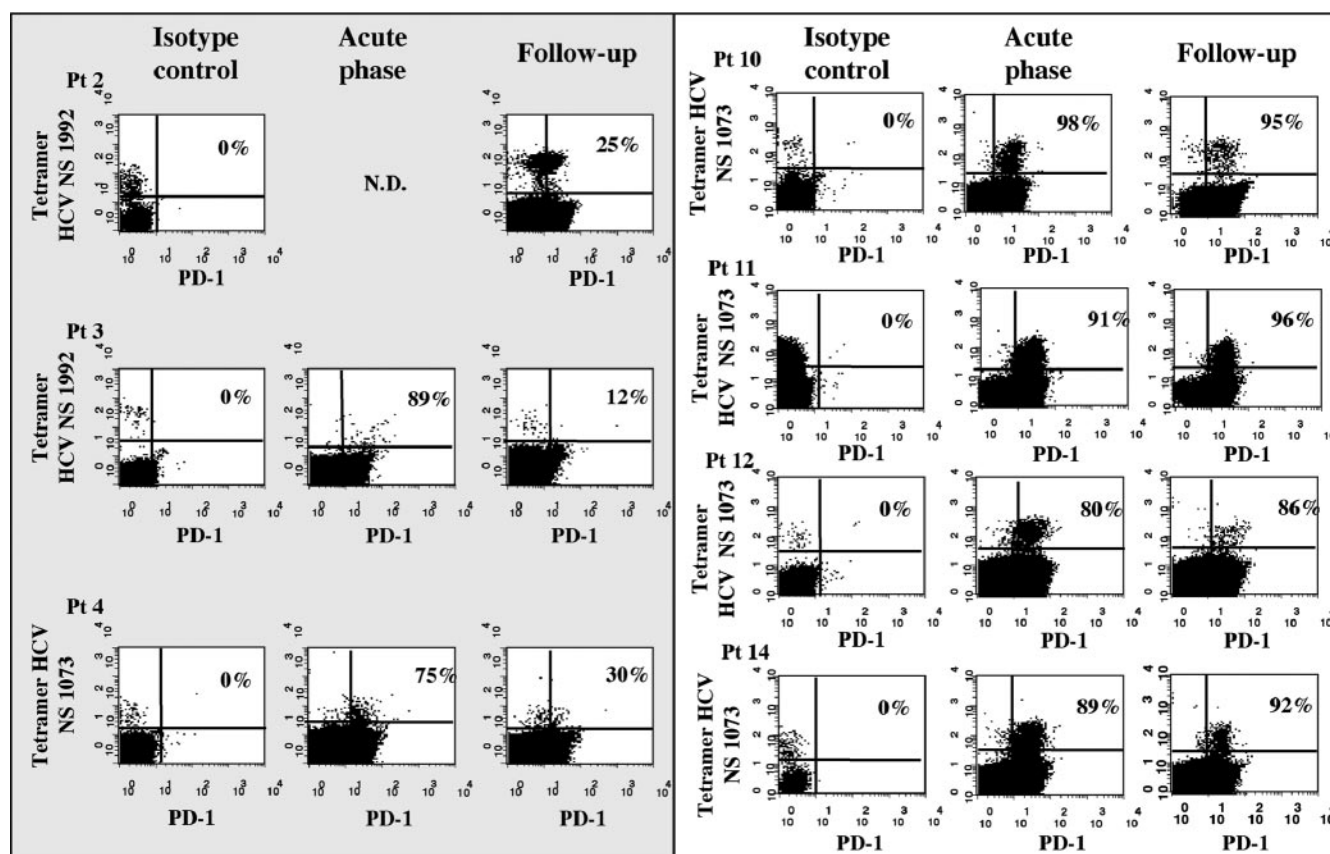 Isotype
control
Acute
phase
Follow-up
Pt 2
Tetramer
HCV NS 1992
0%
N.D.
25%
PD-1
PD-1
Pt 3
Tetramer
HCV NS 1992
0%
89%
12%
PD-1
PD-1
PD-1
Pt 4
Tetramer HCV
NS 1073
0%
75%
30%
PD-1
PD-1
PD-1
Isotype
control
Acute
phase
Follow-up
Pt 10
Tetramer HCV
NS 1073
0%
98%
95%
PD-1
PD-1
PD-1
Pt 11
Tetramer
HCV NS 1073
0%
91%
96%
PD-1
PD-1
PD-1
Pt 12
Tetramer
HCV NS 1073
0%
80%
86%
PD-1
PD-1
PD-1
Pt 14
Tetramer HCV
NS 1073
0%
89%
92%
PD-1
PD-1
PD-1